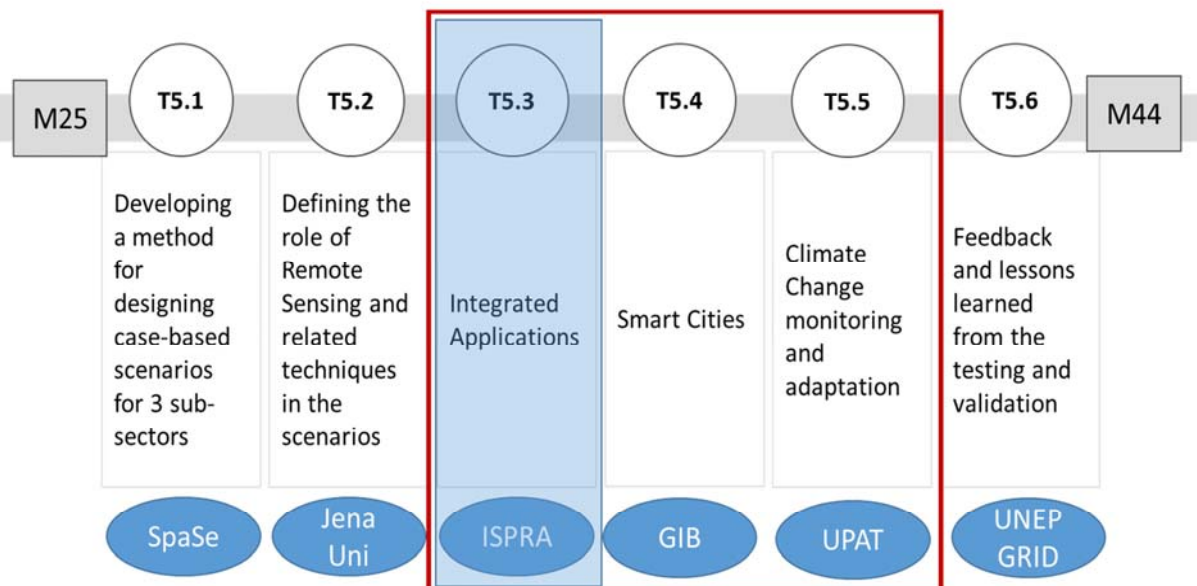 M25
T5.1
T5.2
T5.3
T5.4
T5.5
T5.6
M44
Developing
a method
for
designing
case-based
scenarios
for 3 sub-
sectors
Defining the
role of
Remote
Sensing and
related
techniques
in the
scenarios
Integrated
Applications
Smart Cities
Climate
Change
monitoring
and
adaptation
Feedback
and lessons
learned
from the
testing and
validation
SpaSe
Jena
Uni
ISPRA
GIB
UPAT
UNEP
GRID